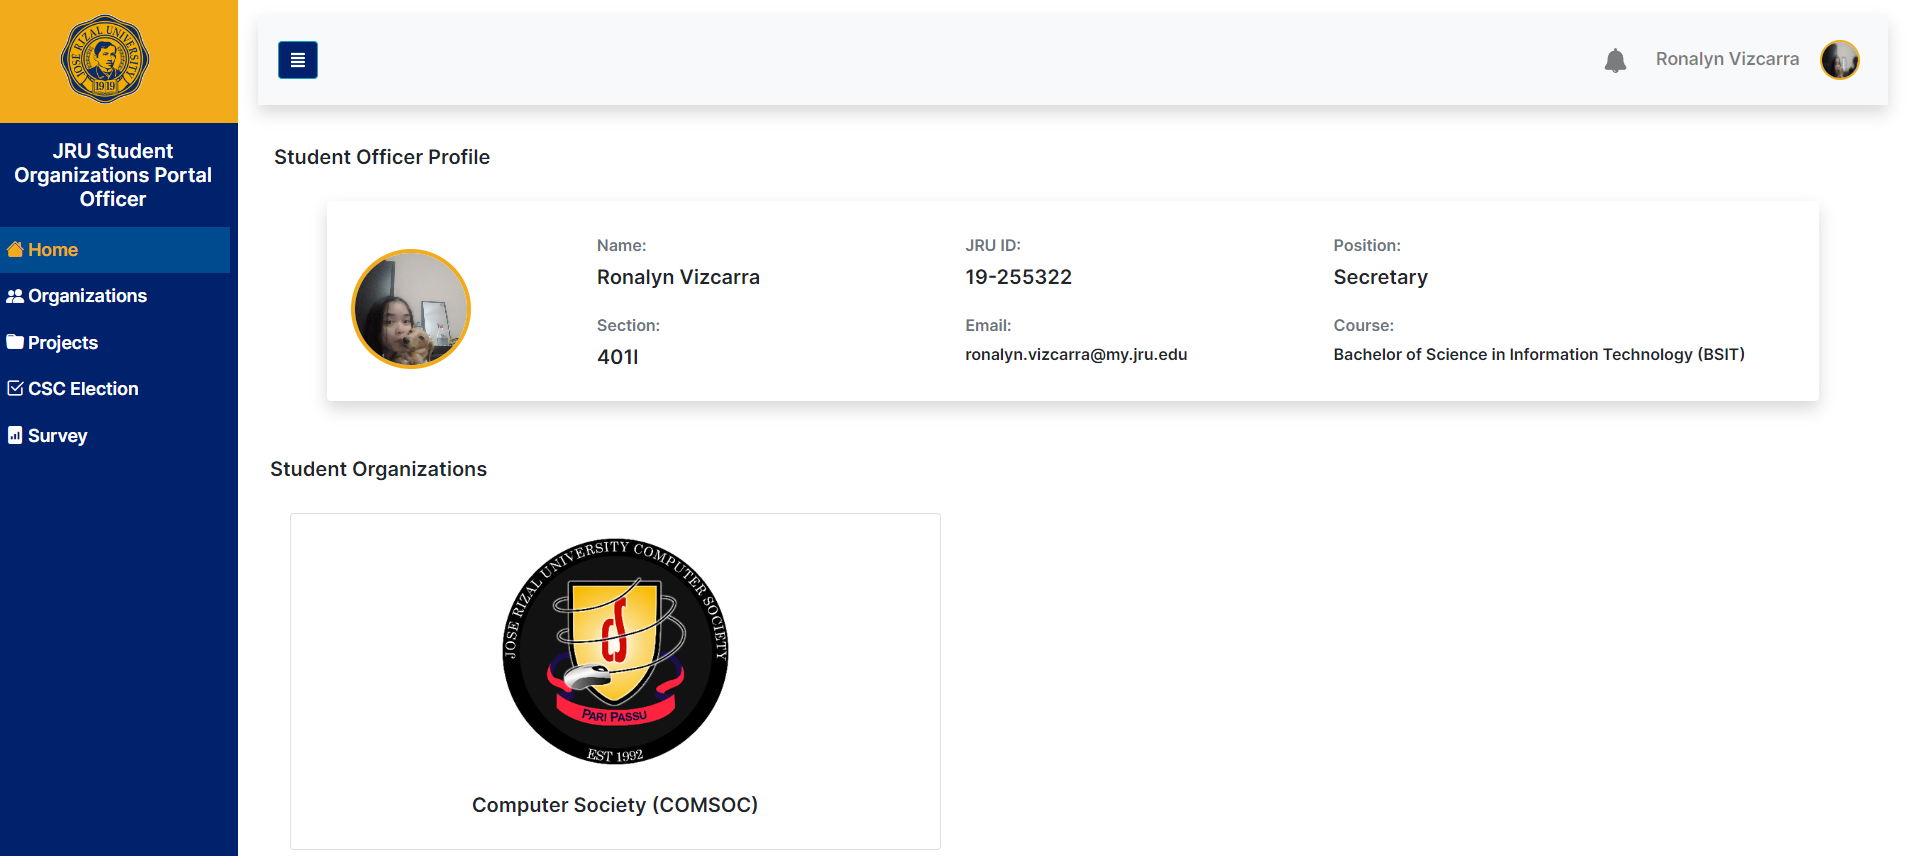 JOSE RIZAL UNIVERSITY
1919
JRU Student
Organizations Portal
Officer
Home
Organizations
Projects
CSC Election
Survey
Ronalyn Vizcarra
Student Officer Profile
Name:
Ronalyn Vizcarra
JRU ID:
19-255322
Position:
Secretary
Section:
401I
Email:
ronalyn.vizcarra@my.jru.edu
Course:
Bachelor of Science in Information Technology (BSIT)
Student Organizations
JOSE RIZAL UNIVERSITY COMPUTER SOCIETY
CS
PARI PASSU
EST 1992
Computer Society (COMSOC)